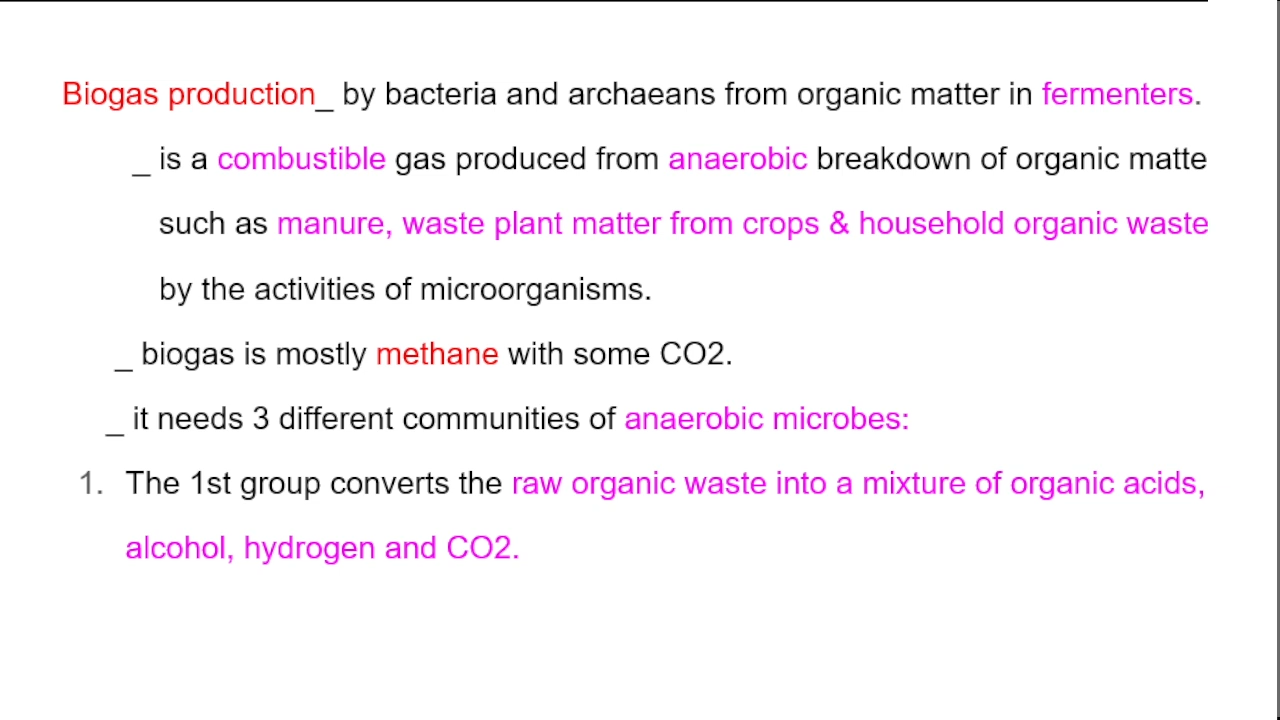 Biogas production_ by bacteria and archaeans from organic matter in fermenters.
_ is a combustible gas produced from anaerobic breakdown of organic matte
such as manure, waste plant matter from crops & household organic waste
by the activities of microorganisms.
_ biogas is mostly methane with some CO2.
_ it needs 3 different communities of anaerobic microbes:
1. The 1st group converts the raw organic waste into a mixture of organic acids,
alcohol, hydrogen and CO2.